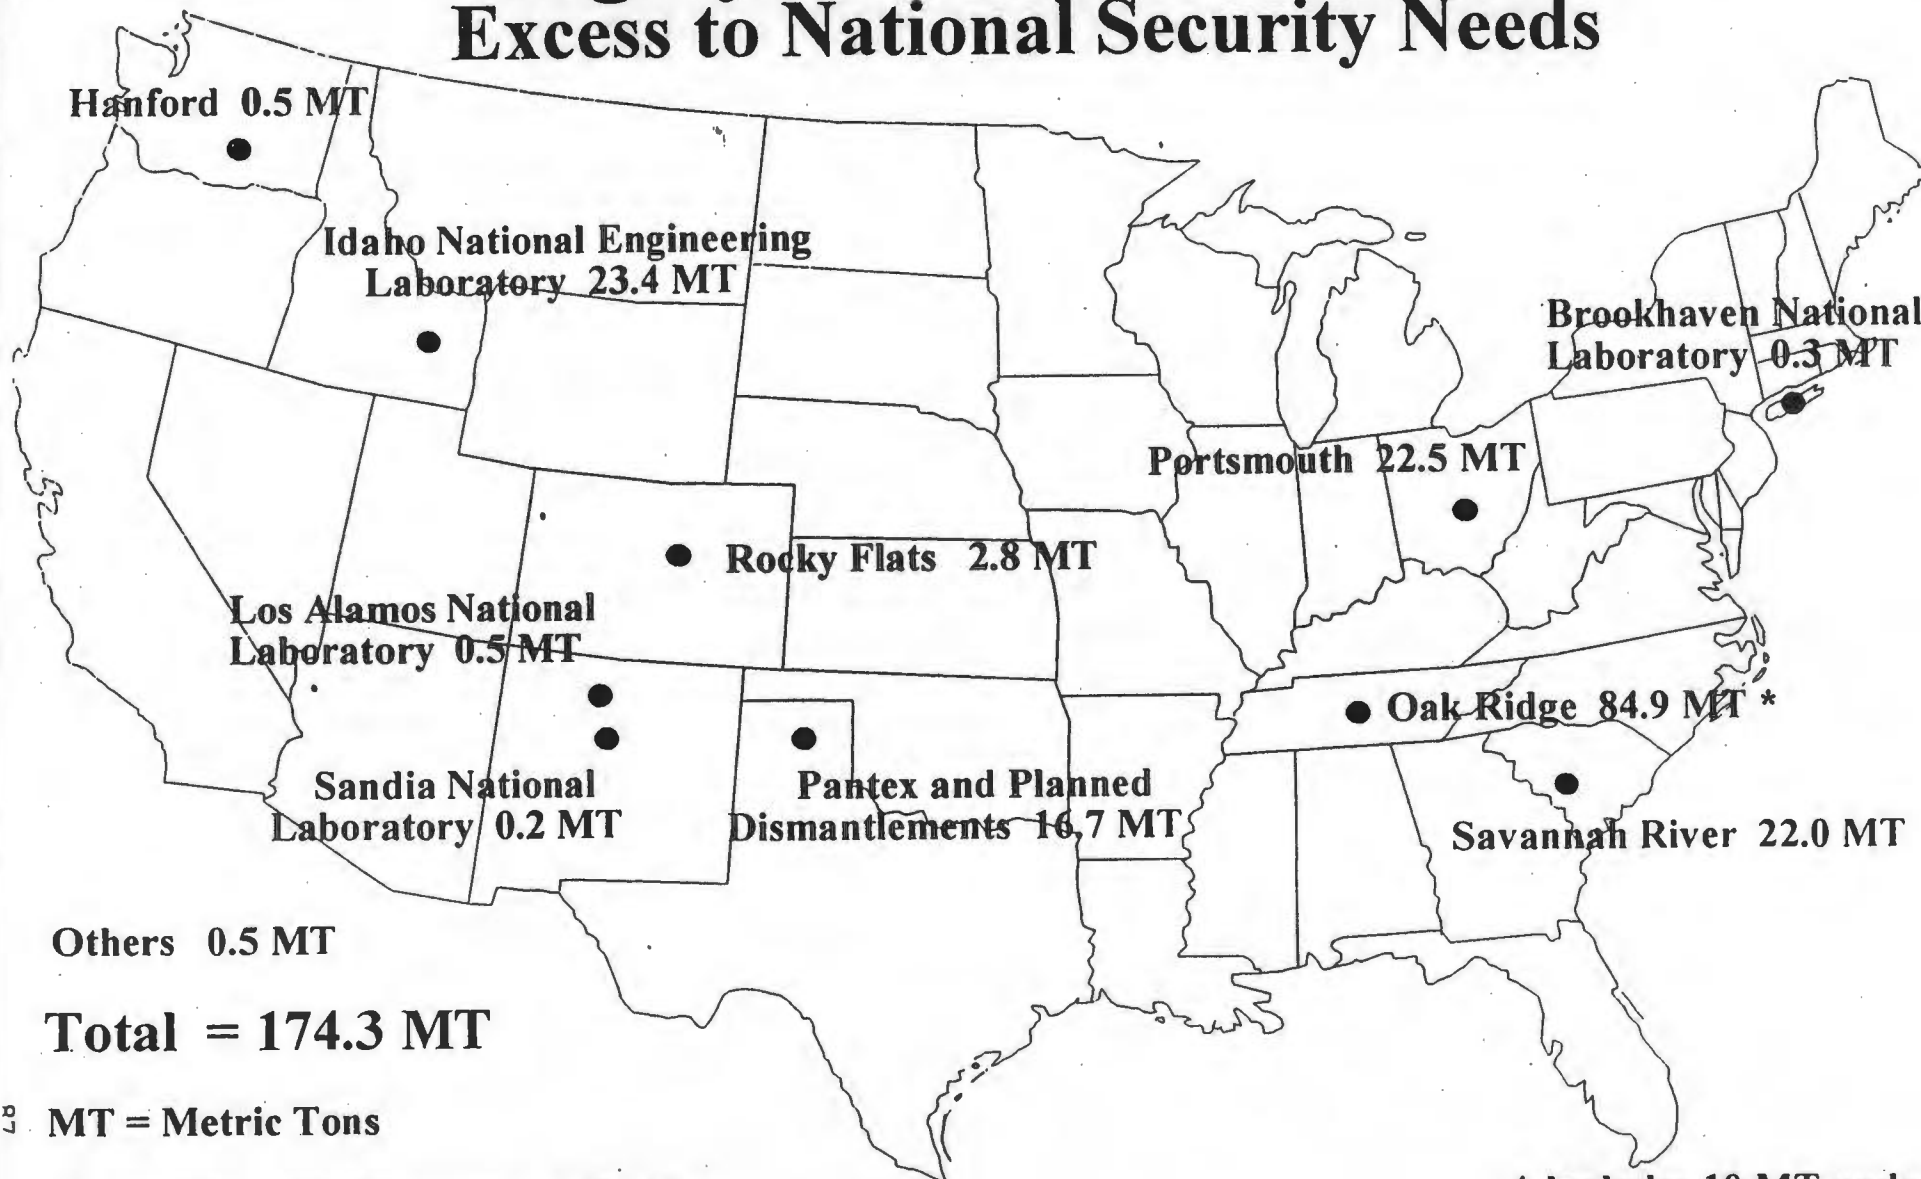 Excess to National Security Needs
Hanford 0.5 MT
Idaho National Engineering
Laboratory 23.4 MT
Brookhaven National
Laboratory 0.3 MT
Portsmouth 22.5 MT
Rocky Flats 2.8 MT
Los Alamos National
Laboratory 0.5 MT
Oak Ridge 84.9 MT *
Sandia National
Laboratory 0.2 MT
Pantex and Planned
Dismantlements 16.7 MT
Savannah River 22.0 MT
Others 0.5 MT
Total = 174.3 MT
MT = Metric Tons
10 MT